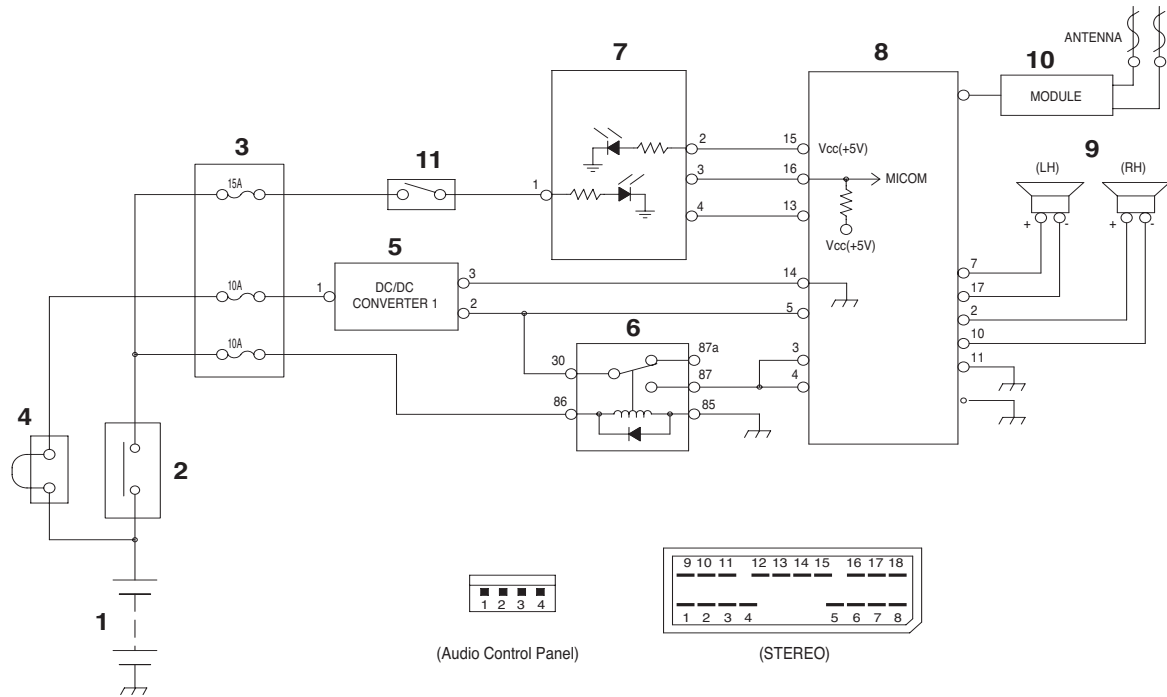 ANTENNA
7
8
10
MODULE
3
11
2
15
Vcc(+5V)
9
15A
1
3
16
MICOM
(LH)
(RH)
4
13
Vcc(+5V)
+
-
+
-
5
10A
1
DC/DC
CONVERTER 1
3
14
7
2
5
17
10A
6
2
30
87a
3
10
87
4
11
86
85
4
2
1
9 10 11 12 13 14 15 16 17 18
1 2 3 4
1 2 3 4 5 6 7 8
(Audio Control Panel)
(STEREO)